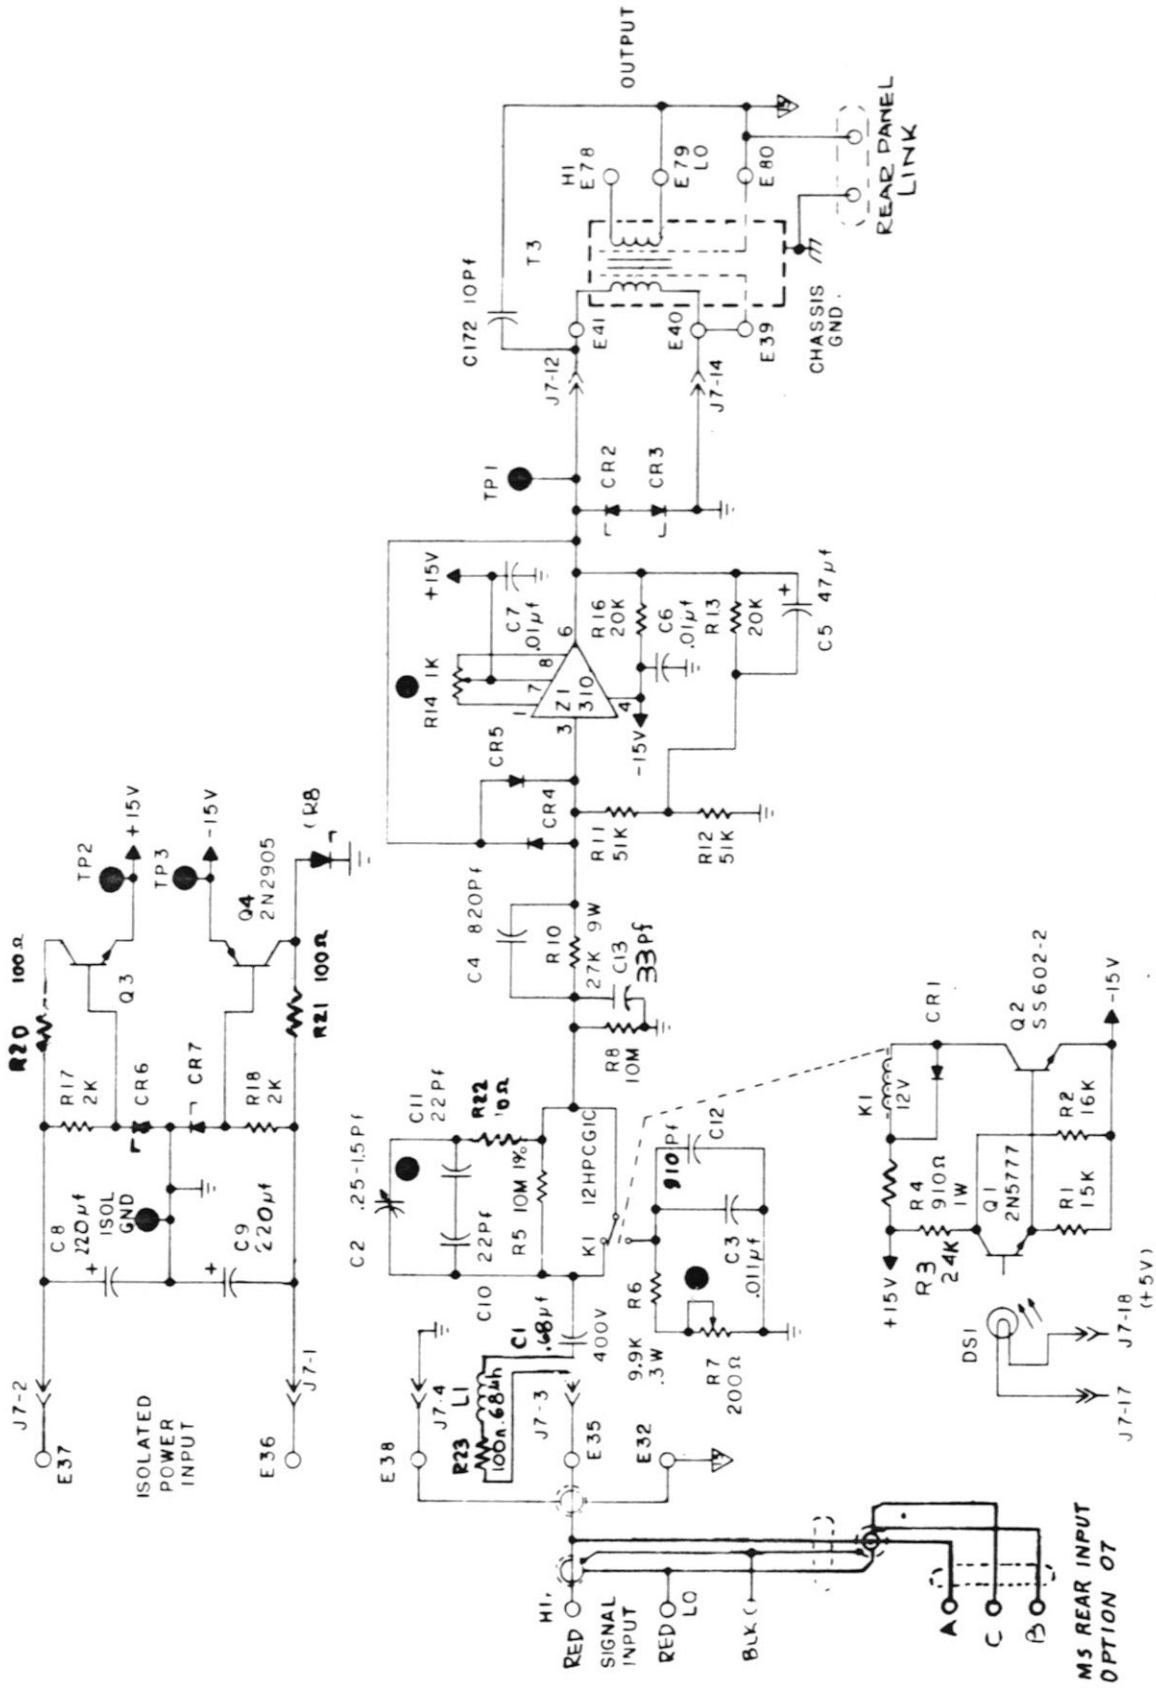 J7-2
E37
ISOLATED
POWER
INPUT
E36
J7-1
C8
220µf
ISOL
GND
C9
220µf
R17
2K
CR6
CR7
R18
2K
R20 100Ω
Q3
R21 100Ω
Q4
2N2905
TP2
+15V
TP3
-15V
CR8
E38
J7-4
R23
100Ω
L1
.68µh
J7-3
E35
E32
C1
.68µf
400V
HI
RED
SIGNAL
INPUT
RED
LO
BLK
C2
.25-1.5Pf
C10
22Pf
C11
22Pf
R22
10Ω
R5 10M 1%
K1 12HPCG1C
R6
9.9K
.3W
R7
200Ω
C3
.011µf
910Pf
C12
R8
10M
C13
33Pf
C4 820Pf
R10
27K 9W
CR4
CR5
R11
51K
R12
51K
R14 1K
+15V
C7
.01µf
1
7
8
3
Z1
310
6
4
-15V
R16
20K
C6
.01µf
R13
20K
C5 47µf
+
TP1
CR2
CR3
J7-12
J7-14
C172 10Pf
E41
E40
E39
T3
HI
E78
E79
LO
E80
OUTPUT
CHASSIS
GND.
REAR PANEL
LINK
A
C
B
MS REAR INPUT
OPTION 07
DS1
J7-17
J7-18
(+5V)
+15V
R3
24K
R4
910Ω
1W
Q1
2N5777
R1
15K
R2
16K
K1
12V
CR1
Q2
SS602-2
-15V